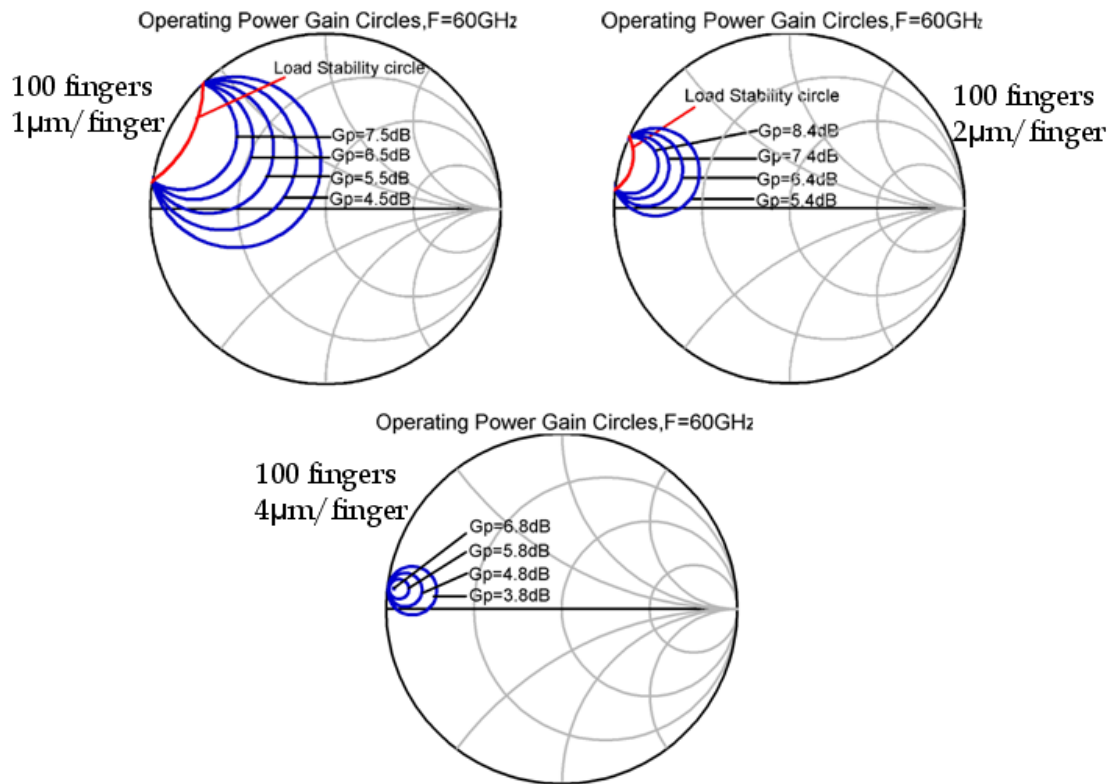 Operating Power Gain Circles,F=60GHz
100 fingers
1μm/finger
Load Stability circle
Gp=7.5dB
Gp=6.5dB
Gp=5.5dB
Gp=4.5dB
Operating Power Gain Circles,F=60GHz
100 fingers
2μm/finger
Load Stability circle
Gp=8.4dB
Gp=7.4dB
Gp=6.4dB
Gp=5.4dB
Operating Power Gain Circles,F=60GHz
100 fingers
4μm/finger
Gp=6.8dB
Gp=5.8dB
Gp=4.8dB
Gp=3.8dB